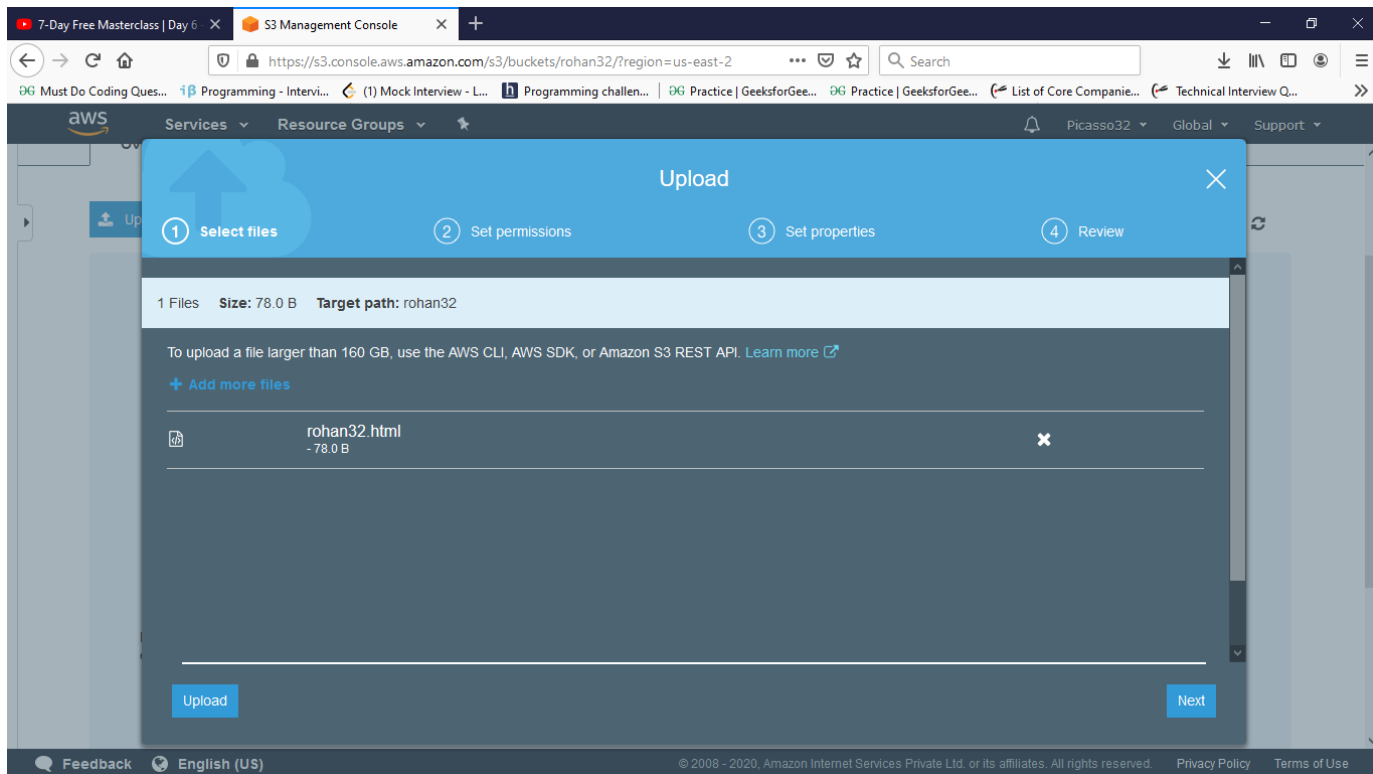 7-Day Free Masterclass | Day 6 - S3 Management Console
https://s3.console.aws.amazon.com/s3/buckets/rohan32/?region=us-east-2 Search
Must Do Coding Ques... Programming - Intervi... (1) Mock Interview - L... Programming challen... Practice | GeeksforGee... Practice | GeeksforGee... List of Core Companie... Technical Interview Q...
aws Services Resource Groups Picasso32 Global Support
Ov
Upload
Up 1 Select files 2 Set permissions 3 Set properties 4 Review
1 Files Size: 78.0 B Target path: rohan32
To upload a file larger than 160 GB, use the AWS CLI, AWS SDK, or Amazon S3 REST API. Learn more
+ Add more files
rohan32.html
- 78.0 B
Upload Next
Feedback English (US) © 2008 - 2020, Amazon Internet Services Private Ltd. or its affiliates. All rights reserved. Privacy Policy Terms of Use